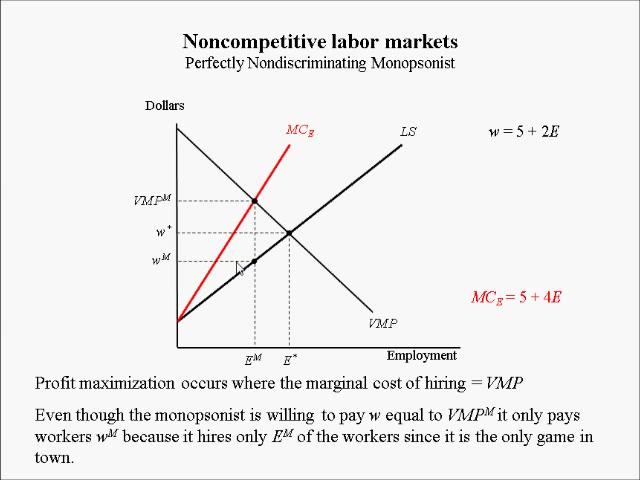 Noncompetitive labor markets
Perfectly Nondiscriminating Monopsonist
Dollars
MC_E
LS
w = 5 + 2E
VMP^M
w*
w^M
MC_E = 5 + 4E
VMP
E^M
E*
Employment
Profit maximization occurs where the marginal cost of hiring = VMP
Even though the monopsonist is willing to pay w equal to VMP^M it only pays
workers w^M because it hires only E^M of the workers since it is the only game in
town.